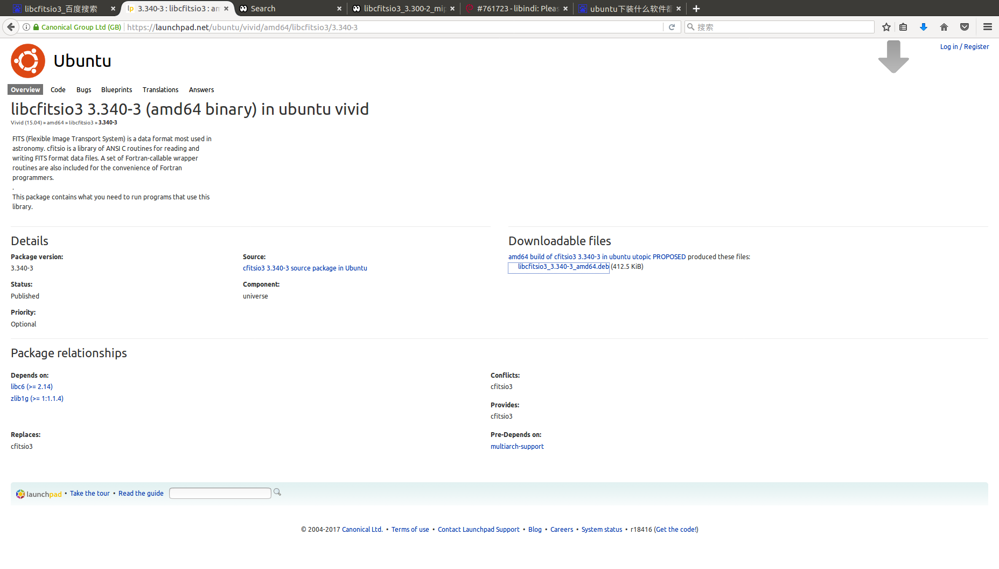 libcfitsio3_百度搜索
3.340-3 : libcfitsio3 : am
Search
libcfitsio3_3.300-2_mip
#761723 - libindi: Pleas
ubuntu下装什么软件都
Canonical Group Ltd (GB)
https://launchpad.net/ubuntu/vivid/amd64/libcfitsio3/3.340-3
搜索
Log in / Register
Ubuntu
Overview
Code
Bugs
Blueprints
Translations
Answers
libcfitsio3 3.340-3 (amd64 binary) in ubuntu vivid
Vivid (15.04) » amd64 » libcfitsio3 » 3.340-3
FITS (Flexible Image Transport System) is a data format most used in
astronomy. cfitsio is a library of ANSI C routines for reading and
writing FITS format data files. A set of Fortran-callable wrapper
routines are also included for the convenience of Fortran
programmers.
.
This package contains what you need to run programs that use this
library.
Details
Package version:
3.340-3
Source:
cfitsio3 3.340-3 source package in Ubuntu
Status:
Published
Component:
universe
Priority:
Optional
Downloadable files
amd64 build of cfitsio3 3.340-3 in ubuntu utopic PROPOSED produced these files:
libcfitsio3_3.340-3_amd64.deb (412.5 KiB)
Package relationships
Depends on:
libc6 (>= 2.14)
zlib1g (>= 1:1.1.4)
Conflicts:
cfitsio3
Provides:
cfitsio3
Replaces:
cfitsio3
Pre-Depends on:
multiarch-support
launchpad • Take the tour • Read the guide
© 2004-2017 Canonical Ltd. • Terms of use • Contact Launchpad Support • Blog • Careers • System status • r18416 (Get the code!)